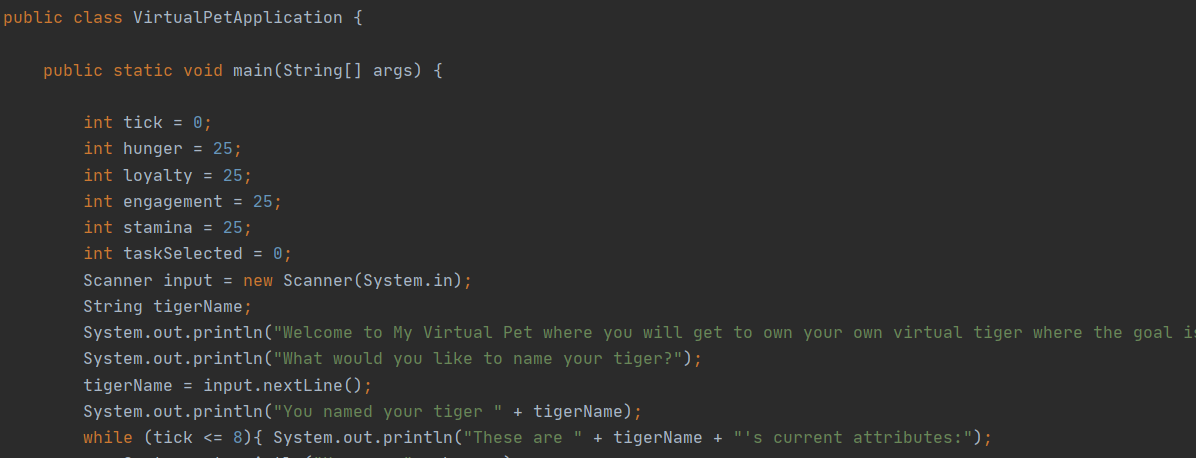 public class VirtualPetApplication {
public static void main(String[] args) {
int tick = 0;
int hunger = 25;
int loyalty = 25;
int engagement = 25;
int stamina = 25;
int taskSelected = 0;
Scanner input = new Scanner(System.in);
String tigerName;
System.out.println("Welcome to My Virtual Pet where you will get to own your own virtual tiger where the goal is
System.out.println("What would you like to name your tiger?");
tigerName = input.nextLine();
System.out.println("You named your tiger " + tigerName);
while (tick <= 8){ System.out.println("These are " + tigerName + "'s current attributes:");